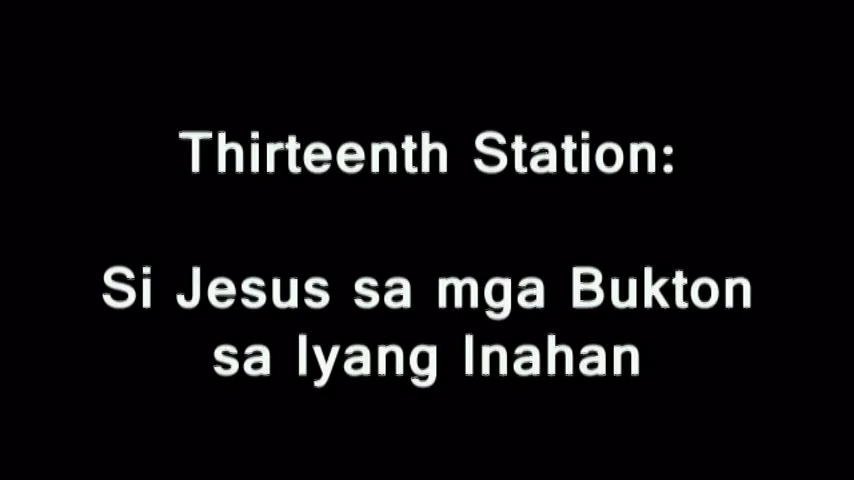 Thirteenth Station:
Si Jesus sa mga Bukton
sa Iyang Inahan